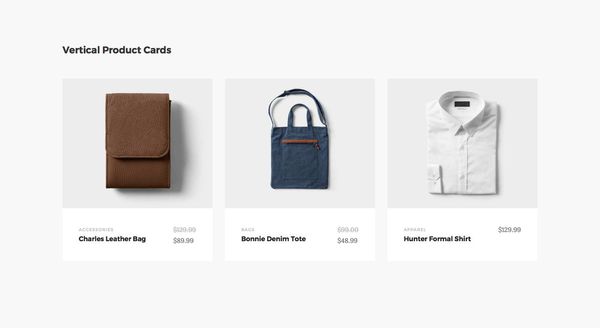 Vertical Product Cards
ACCESSORIES
Charles Leather Bag
$129.99
$89.99
BAGS
Bonnie Denim Tote
$99.00
$48.99
APPAREL
Hunter Formal Shirt
$129.99